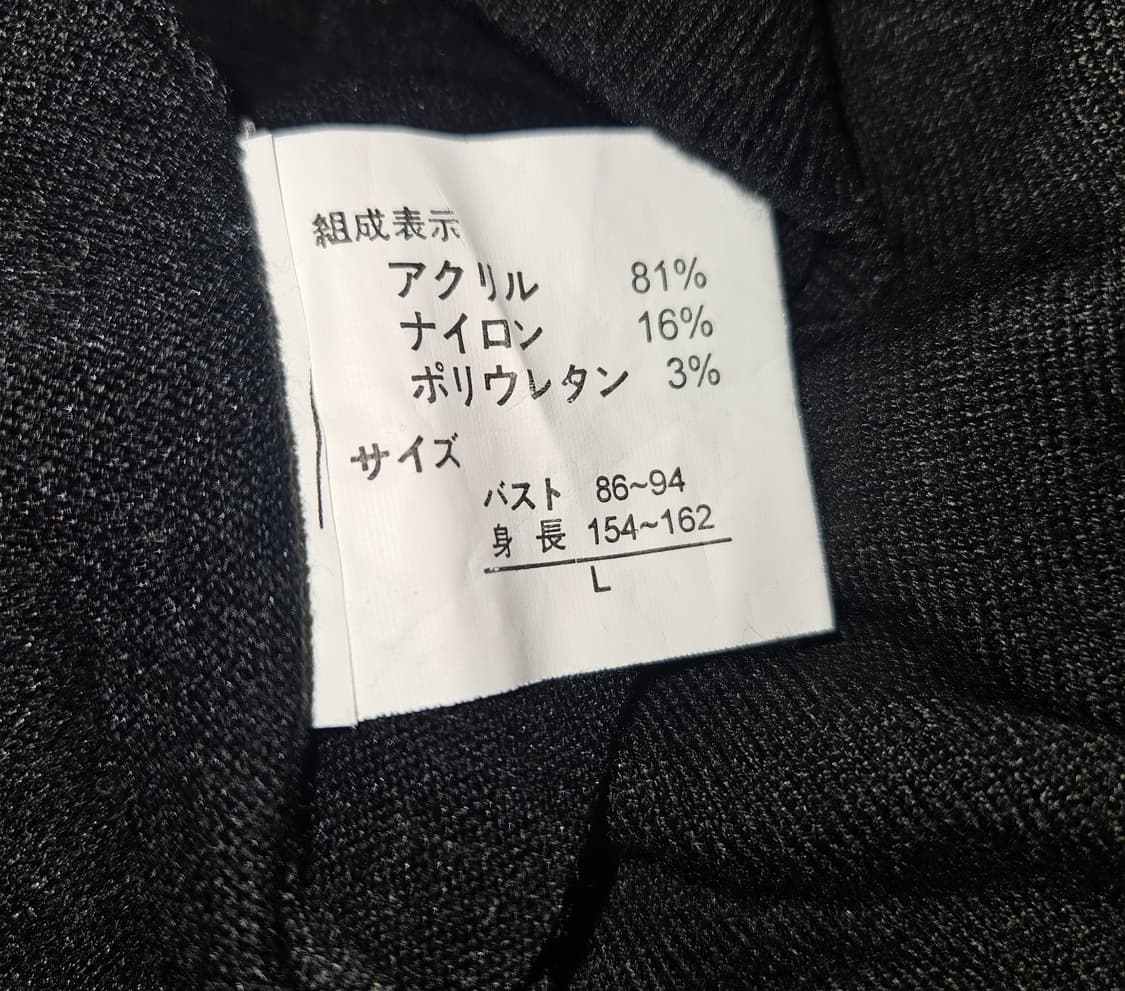 組成表示
アクリル 81%
ナイロン 16%
ポリウレタン 3%
サイズ
バスト 86~94
身長 154~162
L